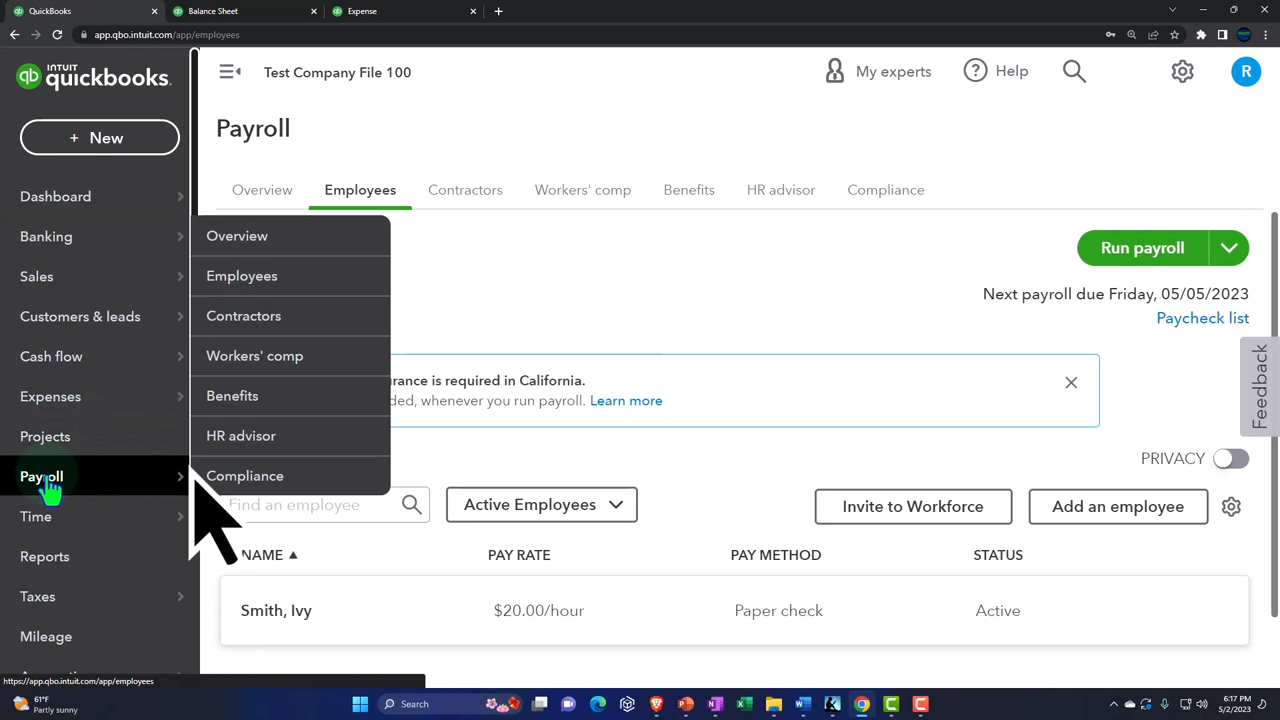 QuickBooks
Balance Sheet
Expense
app.qbo.intuit.com/app/employees
INTUIT
quickbooks.
Test Company File 100
My experts
Help
R
+ New
Payroll
Dashboard
Banking
Sales
Customers & leads
Cash flow
Expenses
Projects
Payroll
Time
Reports
Taxes
Mileage
Overview
Employees
Contractors
Workers' comp
Benefits
HR advisor
Compliance
Overview
Employees
Contractors
Workers' comp
Benefits
HR advisor
Compliance
Run payroll
Next payroll due Friday, 05/05/2023
Paycheck list
urance is required in California.
ded, whenever you run payroll. Learn more
Feedback
PRIVACY
Find an employee
Active Employees
Invite to Workforce
Add an employee
NAME
PAY RATE
PAY METHOD
STATUS
Smith, Ivy
$20.00/hour
Paper check
Active
https://qbo.intuit.com/app/employees
61°F
Partly sunny
Search
6:17 PM
5/2/2023